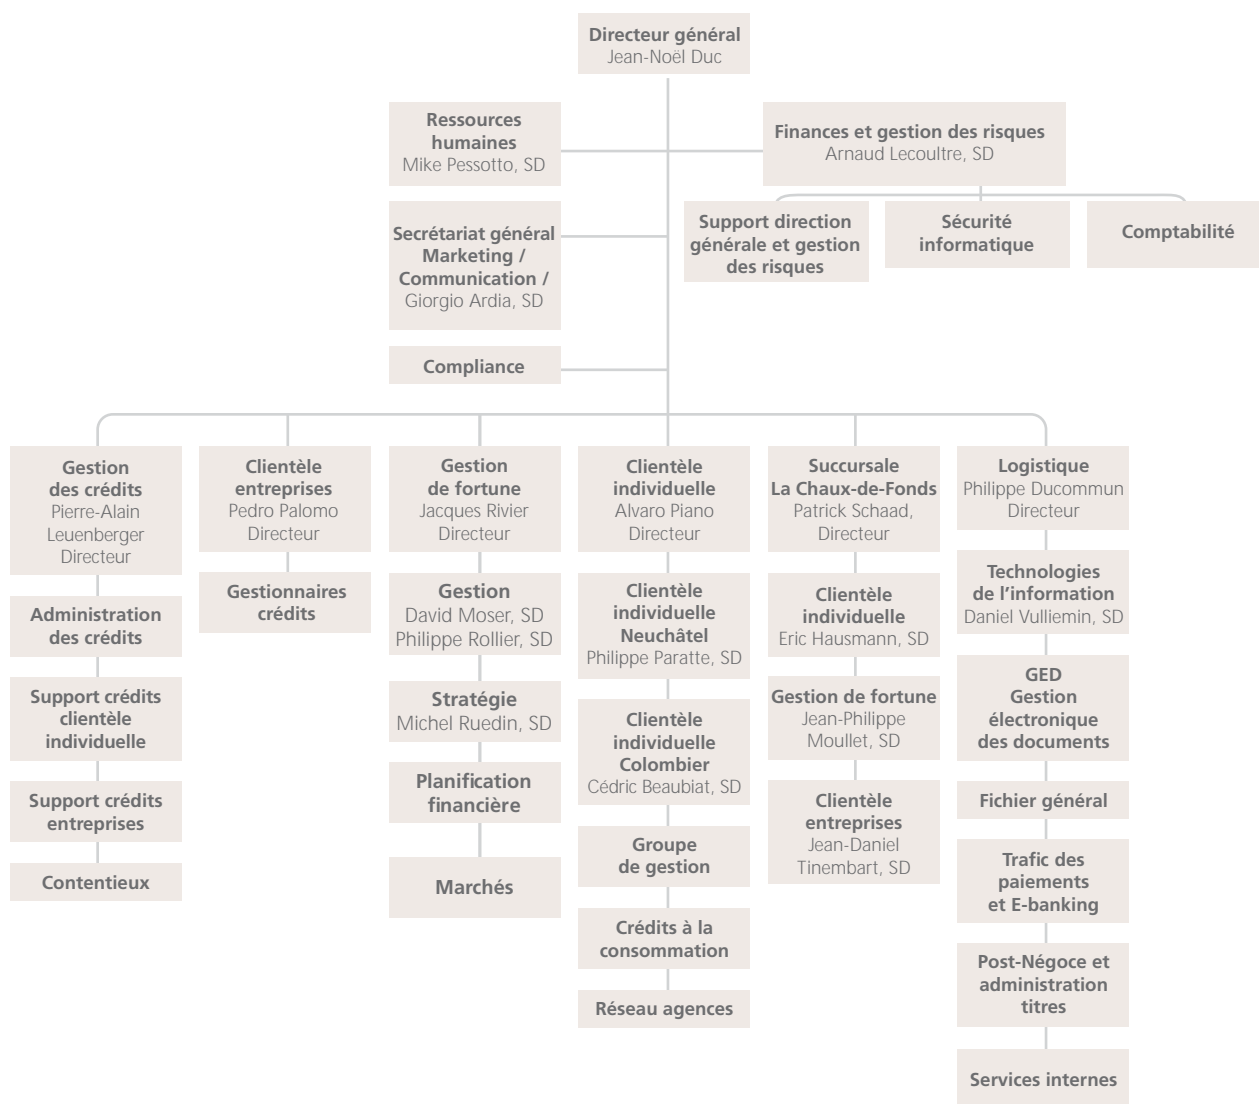 Directeur général
Jean-Noël Duc
Ressources
humaines
Mike Pessotto, SD
Finances et gestion des risques
Arnaud Lecoultre, SD
Secrétariat général
Marketing /
Communication /
Giorgio Ardia, SD
Support direction
générale et gestion
des risques
Sécurité
informatique
Comptabilité
Compliance
Gestion
des crédits
Pierre-Alain
Leuenberger
Directeur
Administration
des crédits
Support crédits
clientèle
individuelle
Support crédits
entreprises
Contentieux
Clientèle
entreprises
Pedro Palomo
Directeur
Gestionnaires
crédits
Gestion
de fortune
Jacques Rivier
Directeur
Gestion
David Moser, SD
Philippe Rollier, SD
Stratégie
Michel Ruedin, SD
Planification
financière
Marchés
Clientèle
individuelle
Alvaro Piano
Directeur
Clientèle
individuelle
Neuchâtel
Philippe Paratte, SD
Clientèle
individuelle
Colombier
Cédric Beaubiat, SD
Groupe
de gestion
Crédits à la
consommation
Réseau agences
Succursale
La Chaux-de-Fonds
Patrick Schaad,
Directeur
Clientèle
individuelle
Eric Hausmann, SD
Gestion de fortune
Jean-Philippe
Moullet, SD
Clientèle
entreprises
Jean-Daniel
Tinembart, SD
Logistique
Philippe Ducommun
Directeur
Technologies
de l'information
Daniel Vulliemin, SD
GED
Gestion
électronique
des documents
Fichier général
Trafic des
paiements
et E-banking
Post-Négoce et
administration
titres
Services internes